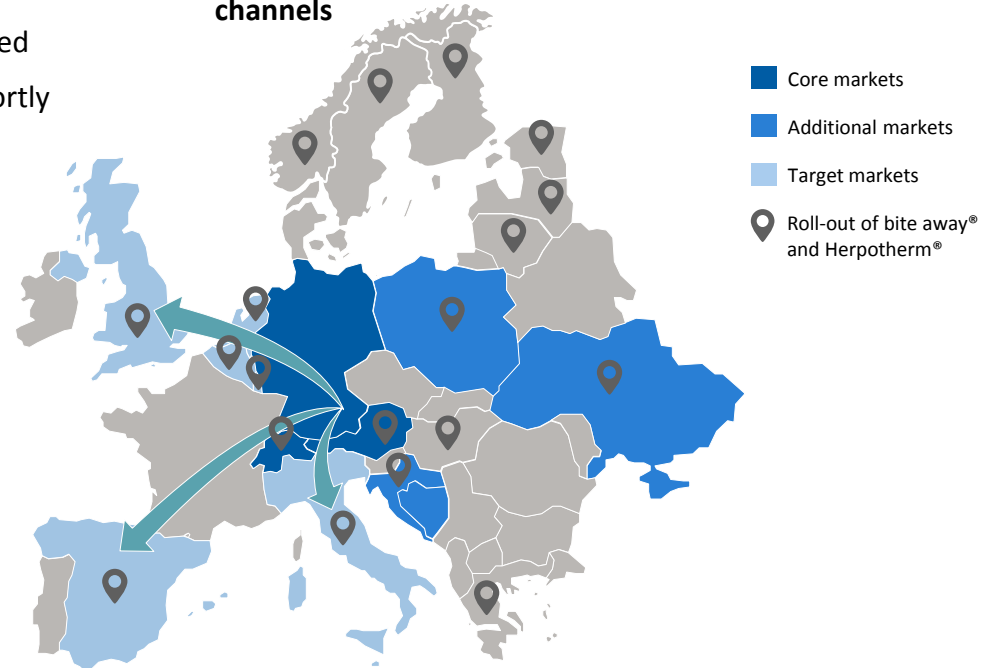 channels
ed
ortly
Core markets
Additional markets
Target markets
Roll-out of bite away®
and Herpotherm®